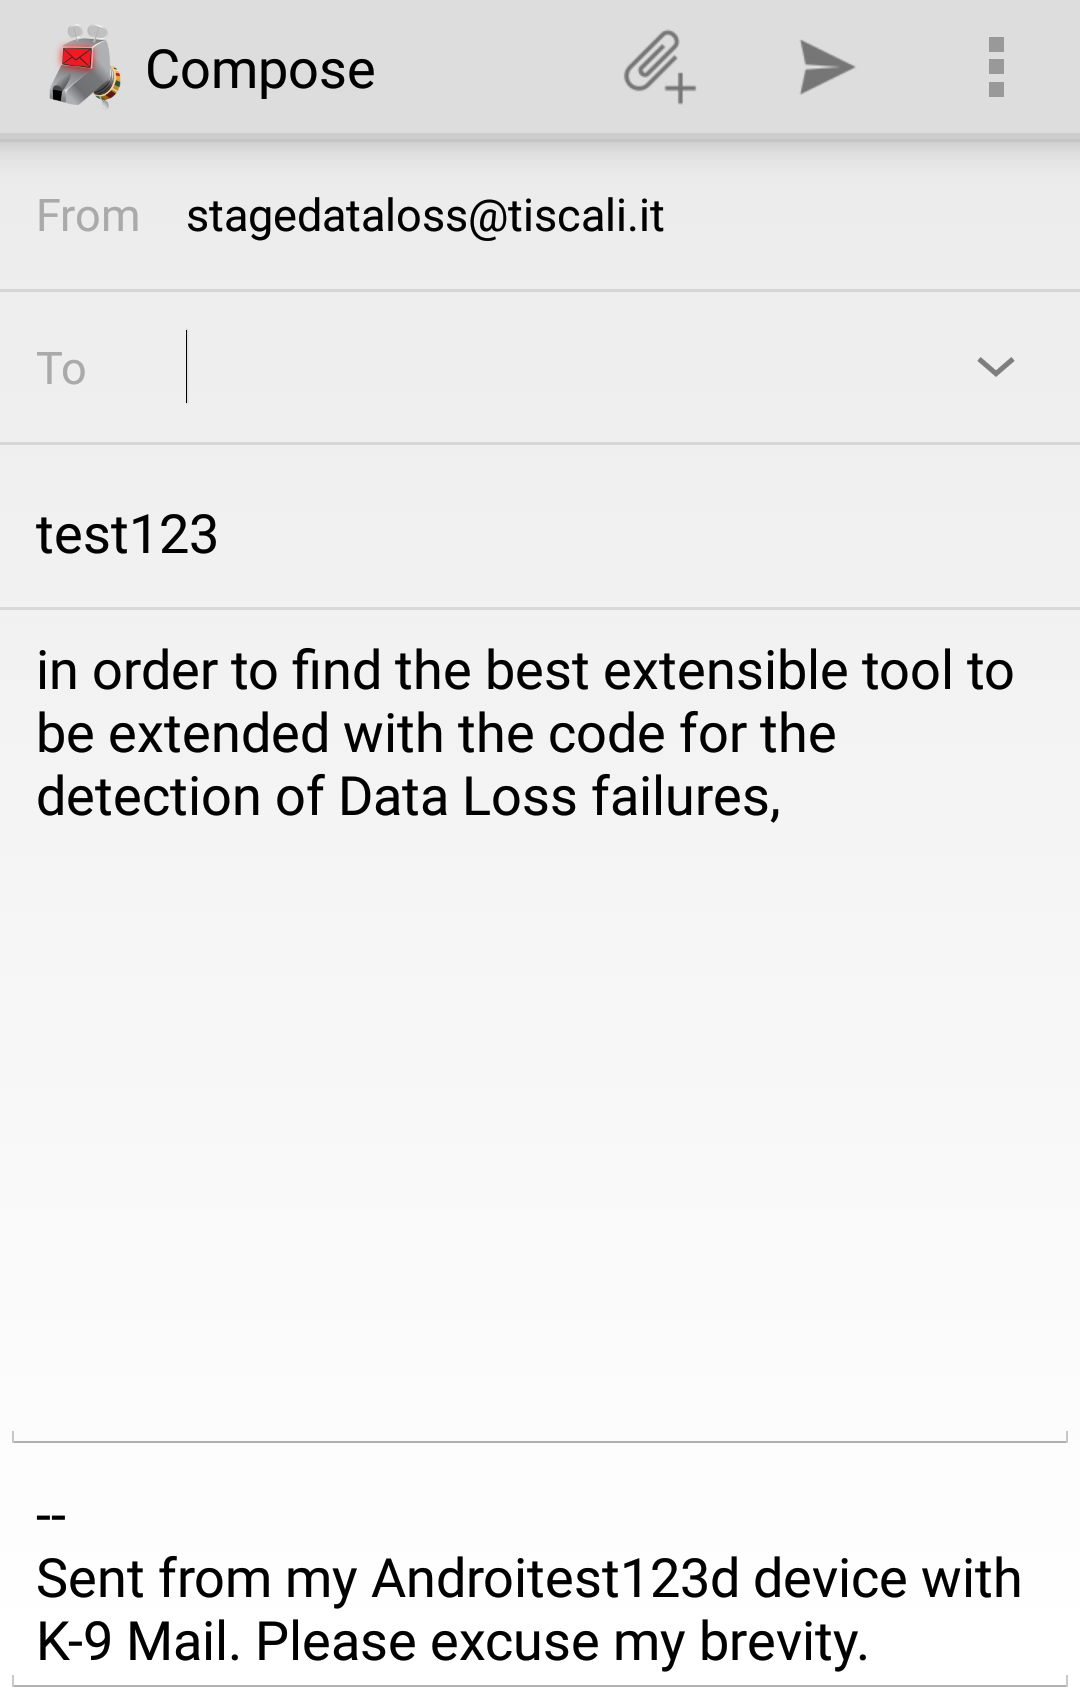 Compose
From stagedataloss@tiscali.it
To
test123
in order to find the best extensible tool to
be extended with the code for the
detection of Data Loss failures,
--
Sent from my Androitest123d device with
K-9 Mail. Please excuse my brevity.